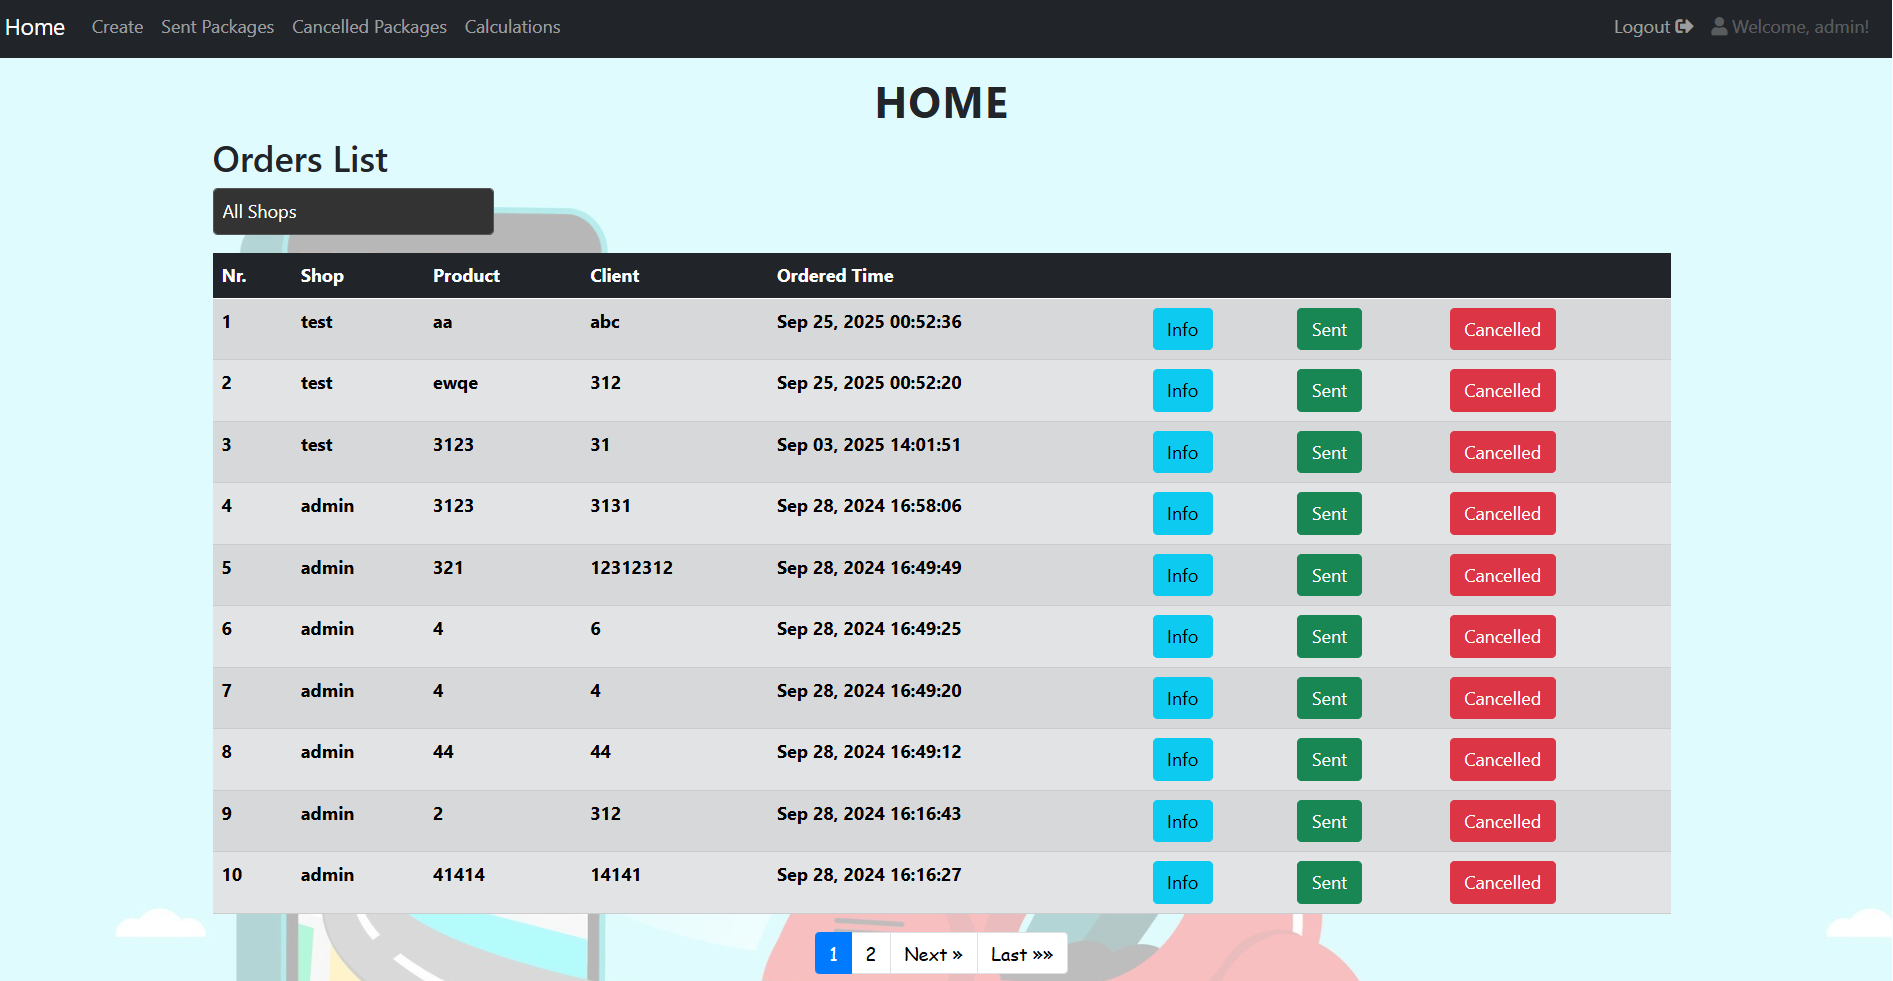 Home Create Sent Packages Cancelled Packages Calculations Logout Welcome, admin!
HOME
Orders List
All Shops
Nr. Shop Product Client Ordered Time
1 test aa abc Sep 25, 2025 00:52:36 Info Sent Cancelled
2 test ewqe 312 Sep 25, 2025 00:52:20 Info Sent Cancelled
3 test 3123 31 Sep 03, 2025 14:01:51 Info Sent Cancelled
4 admin 3123 3131 Sep 28, 2024 16:58:06 Info Sent Cancelled
5 admin 321 12312312 Sep 28, 2024 16:49:49 Info Sent Cancelled
6 admin 4 6 Sep 28, 2024 16:49:25 Info Sent Cancelled
7 admin 4 4 Sep 28, 2024 16:49:20 Info Sent Cancelled
8 admin 44 44 Sep 28, 2024 16:49:12 Info Sent Cancelled
9 admin 2 312 Sep 28, 2024 16:16:43 Info Sent Cancelled
10 admin 41414 14141 Sep 28, 2024 16:16:27 Info Sent Cancelled
1 2 Next » Last »»